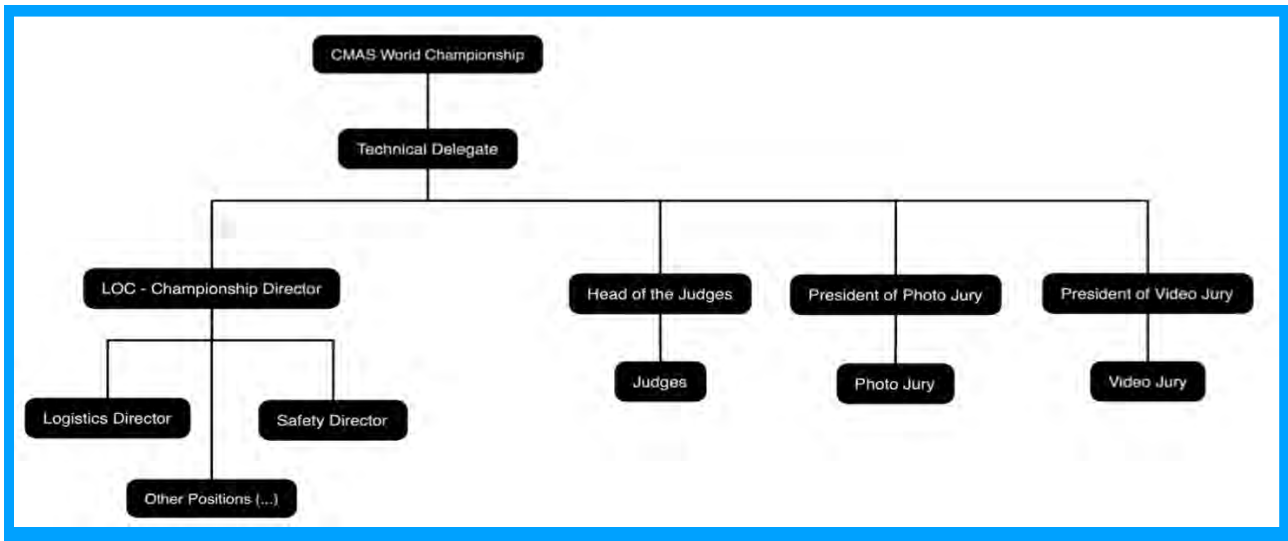 CMAS World Championship
Technical Delegate
LOC - Championship Director
Head of the Judges
President of Photo Jury
President of Video Jury
Judges
Photo Jury
Video Jury
Logistics Director
Safety Director
Other Positions (...)